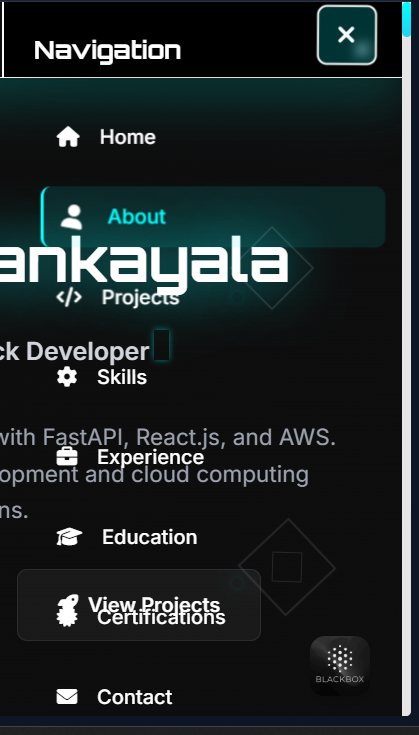 Navigation
Home
About
ankayala
</> Projects
ck Developer
Skills
with FastAPI, React.js, and AWS.
Experience
opment and cloud computing
ns.
Education
View Projects
Certifications
BLACKBOX
Contact